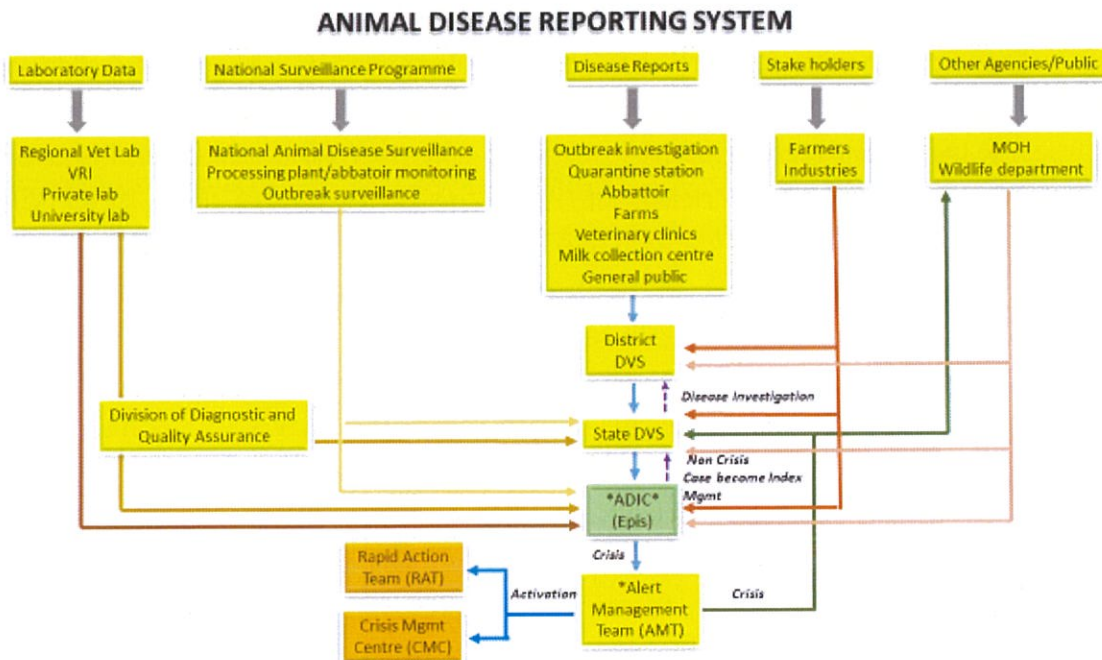 ANIMAL DISEASE REPORTING SYSTEM
Laboratory Data
National Surveillance Programme
Disease Reports
Stake holders
Other Agencies/Public
Regional Vet Lab
VRI
Private lab
University lab
National Animal Disease Surveillance
Processing plant/abbatoir monitoring
Outbreak surveillance
Outbreak investigation
Quarantine station
Abbattoir
Farms
Veterinary clinics
Milk collection centre
General public
Farmers
Industries
MOH
Wildlife department
District
DVS
Disease Investigation
Division of Diagnostic and
Quality Assurance
State DVS
Non Crisis
Case become Index
Mgmt
*ADIC*
(Epis)
Crisis
Rapid Action
Team (RAT)
Activation
*Alert
Management
Team (AMT)
Crisis
Crisis Mgmt
Centre (CMC)